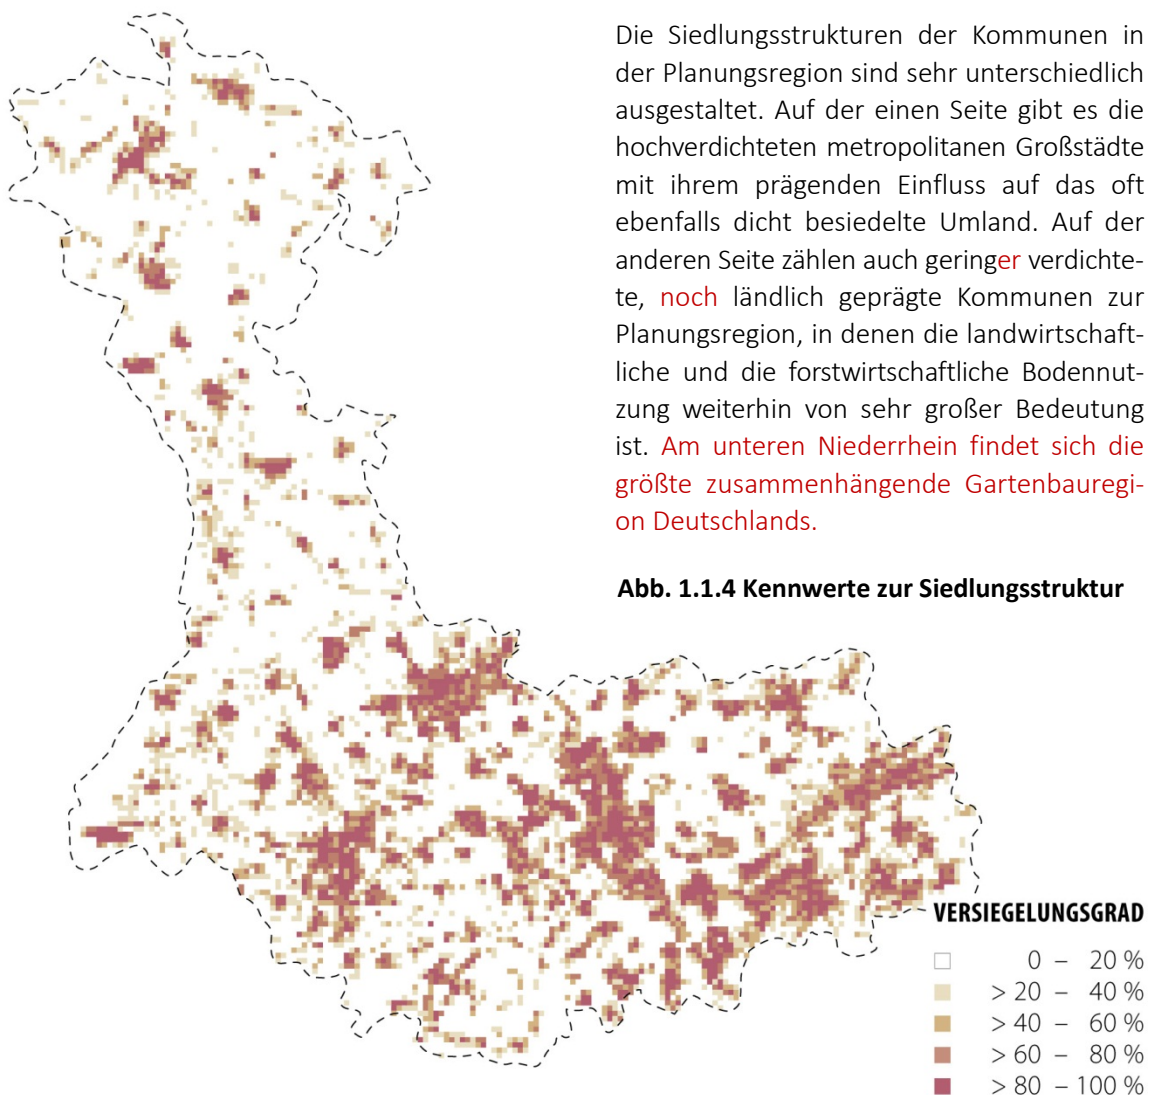 Die Siedlungsstrukturen der Kommunen in
der Planungsregion sind sehr unterschiedlich
ausgestaltet. Auf der einen Seite gibt es die
hochverdichteten metropolitanen Großstädte
mit ihrem prägenden Einfluss auf das oft
ebenfalls dicht besiedelte Umland. Auf der
anderen Seite zählen auch geringer verdichte-
te, noch ländlich geprägte Kommunen zur
Planungsregion, in denen die landwirtschaft-
liche und die forstwirtschaftliche Bodennut-
zung weiterhin von sehr großer Bedeutung
ist. Am unteren Niederrhein findet sich die
größte zusammenhängende Gartenbauregi-
on Deutschlands.
Abb. 1.1.4 Kennwerte zur Siedlungsstruktur
VERSIEGELUNGSGRAD
0 – 20 %
> 20 – 40 %
> 40 – 60 %
> 60 – 80 %
> 80 – 100 %